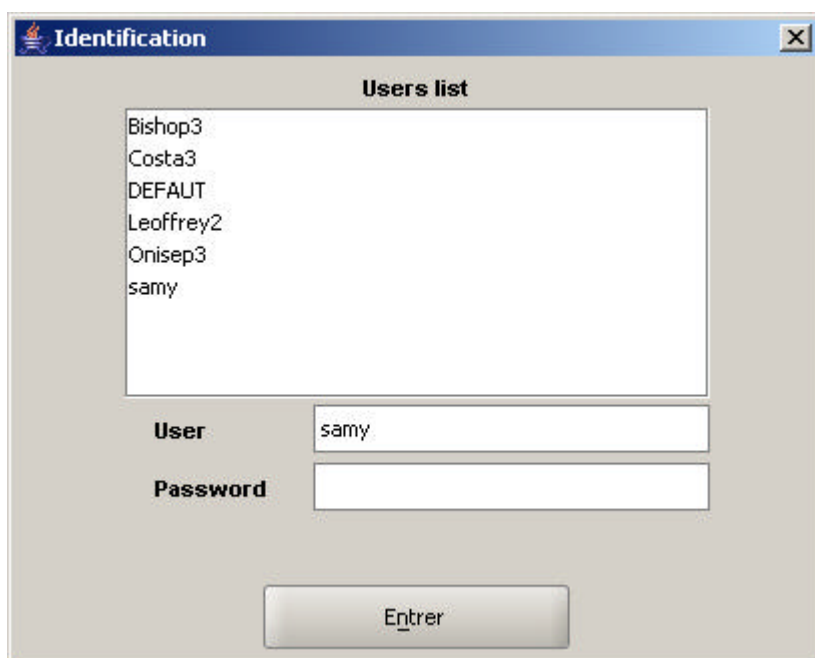 Identification
Users list
Bishop3
Costa3
DEFAUT
Leoffrey2
Onisep3
samy
User samy
Password
Entrer